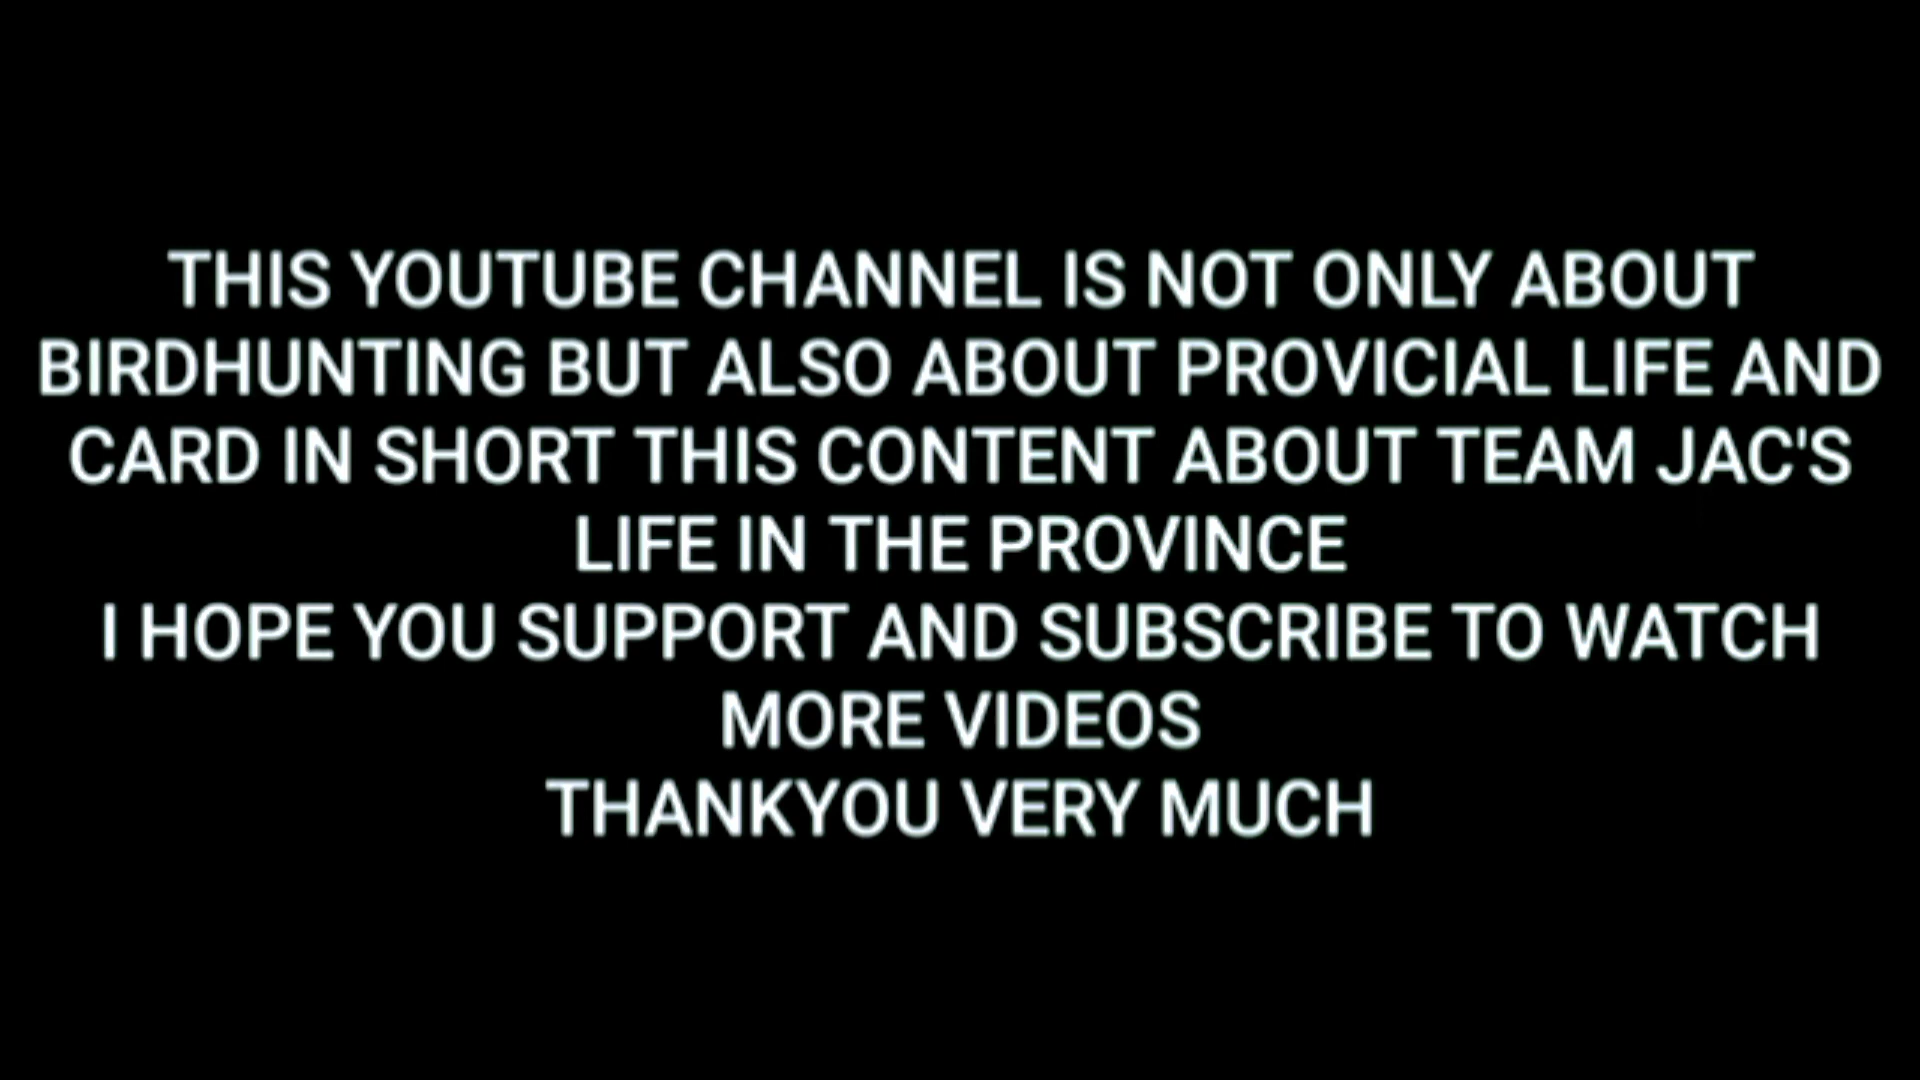 THIS YOUTUBE CHANNEL IS NOT ONLY ABOUT
BIRDHUNTING BUT ALSO ABOUT PROVICIAL LIFE AND
CARD IN SHORT THIS CONTENT ABOUT TEAM JAC'S
LIFE IN THE PROVINCE
I HOPE YOU SUPPORT AND SUBSCRIBE TO WATCH
MORE VIDEOS
THANKYOU VERY MUCH